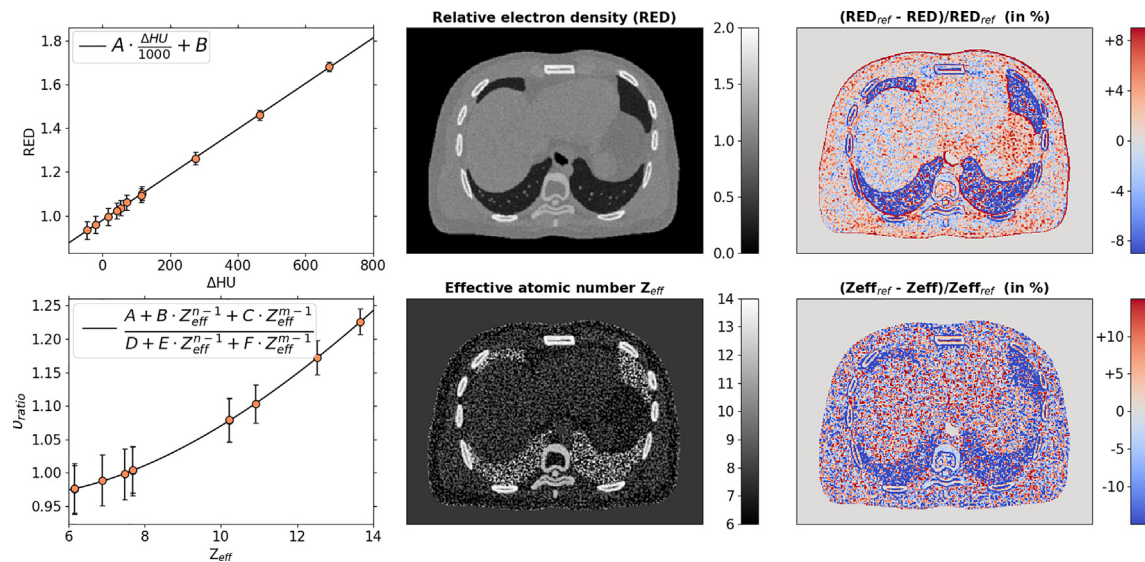 Relative electron density (RED)
(RED_ref - RED)/RED_ref (in %)
A · ΔHU/1000 + B
RED
1.8
1.6
1.4
1.2
1.0
0 200 400 600 800
ΔHU
2.0
1.5
1.0
0.5
0.0
+8
+4
0
-4
-8
Effective atomic number Z_eff
(Zeff_ref - Zeff)/Zeff_ref (in %)
A + B · Z_eff^{n-1} + C · Z_eff^{m-1}
D + E · Z_eff^{n-1} + F · Z_eff^{m-1}
υ_ratio
1.25
1.20
1.15
1.10
1.05
1.00
0.95
6 8 10 12 14
Z_eff
14
13
12
11
10
9
8
7
6
+10
+5
0
-5
-10